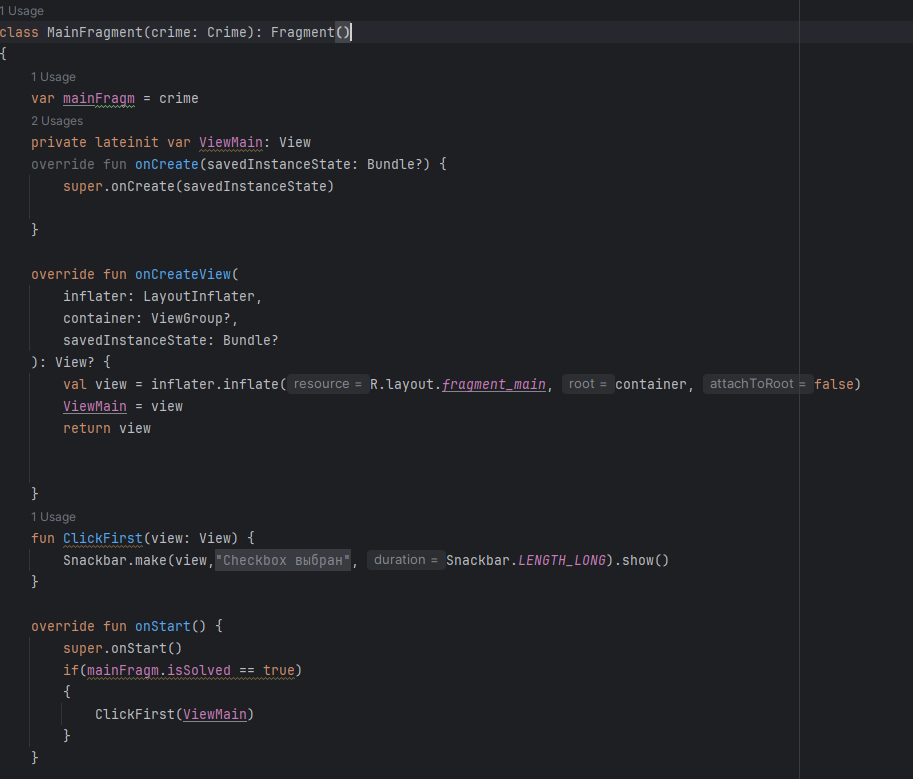 1 Usage
class MainFragment(crime: Crime): Fragment()
{
1 Usage
var mainFragm = crime
2 Usages
private lateinit var ViewMain: View
override fun onCreate(savedInstanceState: Bundle?) {
super.onCreate(savedInstanceState)
}
override fun onCreateView(
inflater: LayoutInflater,
container: ViewGroup?,
savedInstanceState: Bundle?
): View? {
val view = inflater.inflate( resource = R.layout.fragment_main, root = container, attachToRoot = false)
ViewMain = view
return view
}
1 Usage
fun ClickFirst(view: View) {
Snackbar.make(view,"Checkbox выбран", duration = Snackbar.LENGTH_LONG).show()
}
override fun onStart() {
super.onStart()
if(mainFragm.isSolved == true)
{
ClickFirst(ViewMain)
}
}